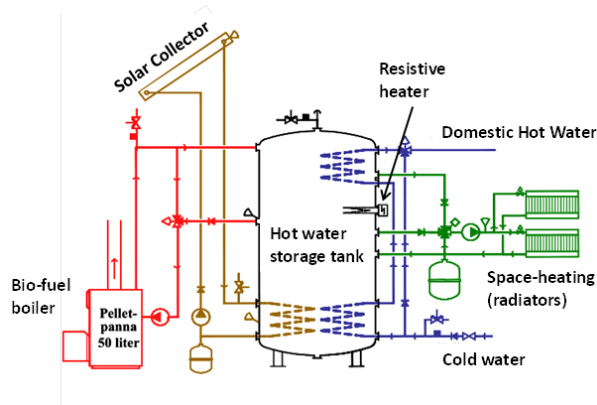 Solar Collector
Resistive
heater
Domestic Hot Water
Hot water
storage tank
Bio-fuel
boiler
Pellet-
panna
50 liter
Space-heating
(radiators)
Cold water